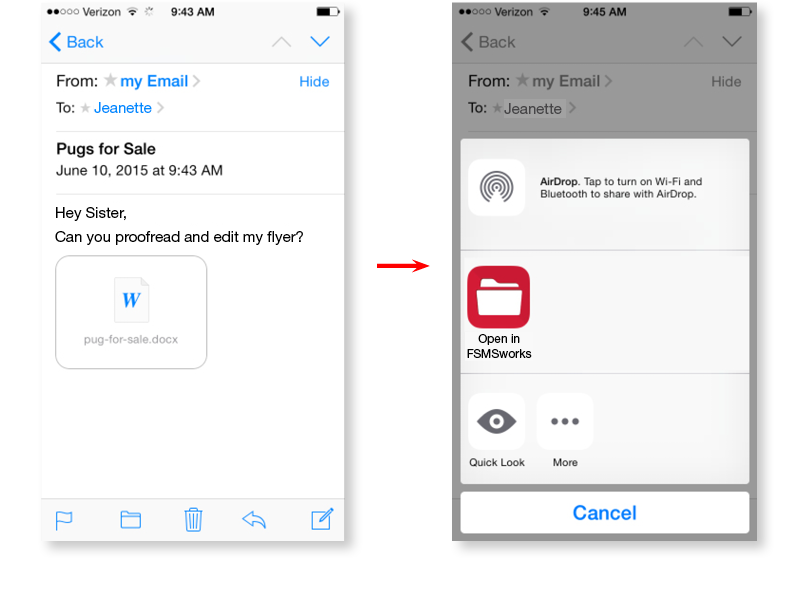 ●●○○○ Verizon 9:43 AM
Back
From: ★ my Email >
Hide
To: ★ Jeanette >
Pugs for Sale
June 10, 2015 at 9:43 AM
Hey Sister,
Can you proofread and edit my flyer?
W
pug-for-sale.docx
●●○○○ Verizon 9:45 AM
Back
From: ★ my Email >
Hide
To: ★ Jeanette >
AirDrop. Tap to turn on Wi-Fi and
Bluetooth to share with AirDrop.
Open in
FSMSworks
Quick Look
More
Cancel